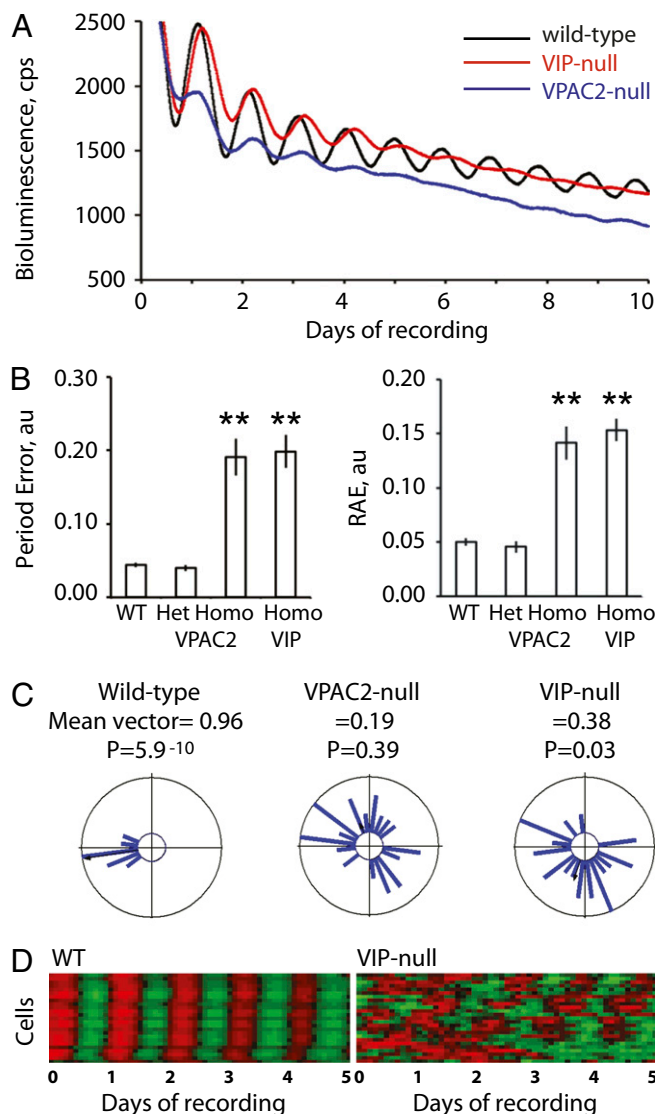 A
Bioluminescence, cps
2500
2000
1500
1000
500
wild-type
VIP-null
VPAC2-null
0 2 4 6 8 10
Days of recording
B
Period Error, au
0.30
0.20
0.10
0.00
** **
WT Het Homo Homo
VPAC2 VIP
RAE, au
0.20
0.15
0.10
0.05
0.00
** **
WT Het Homo Homo
VPAC2 VIP
C
Wild-type
Mean vector= 0.96
P=5.9⁻¹⁰
VPAC2-null
=0.19
P=0.39
VIP-null
=0.38
P=0.03
D
WT
VIP-null
Cells
0 1 2 3 4 5
Days of recording
0 1 2 3 4 5
Days of recording